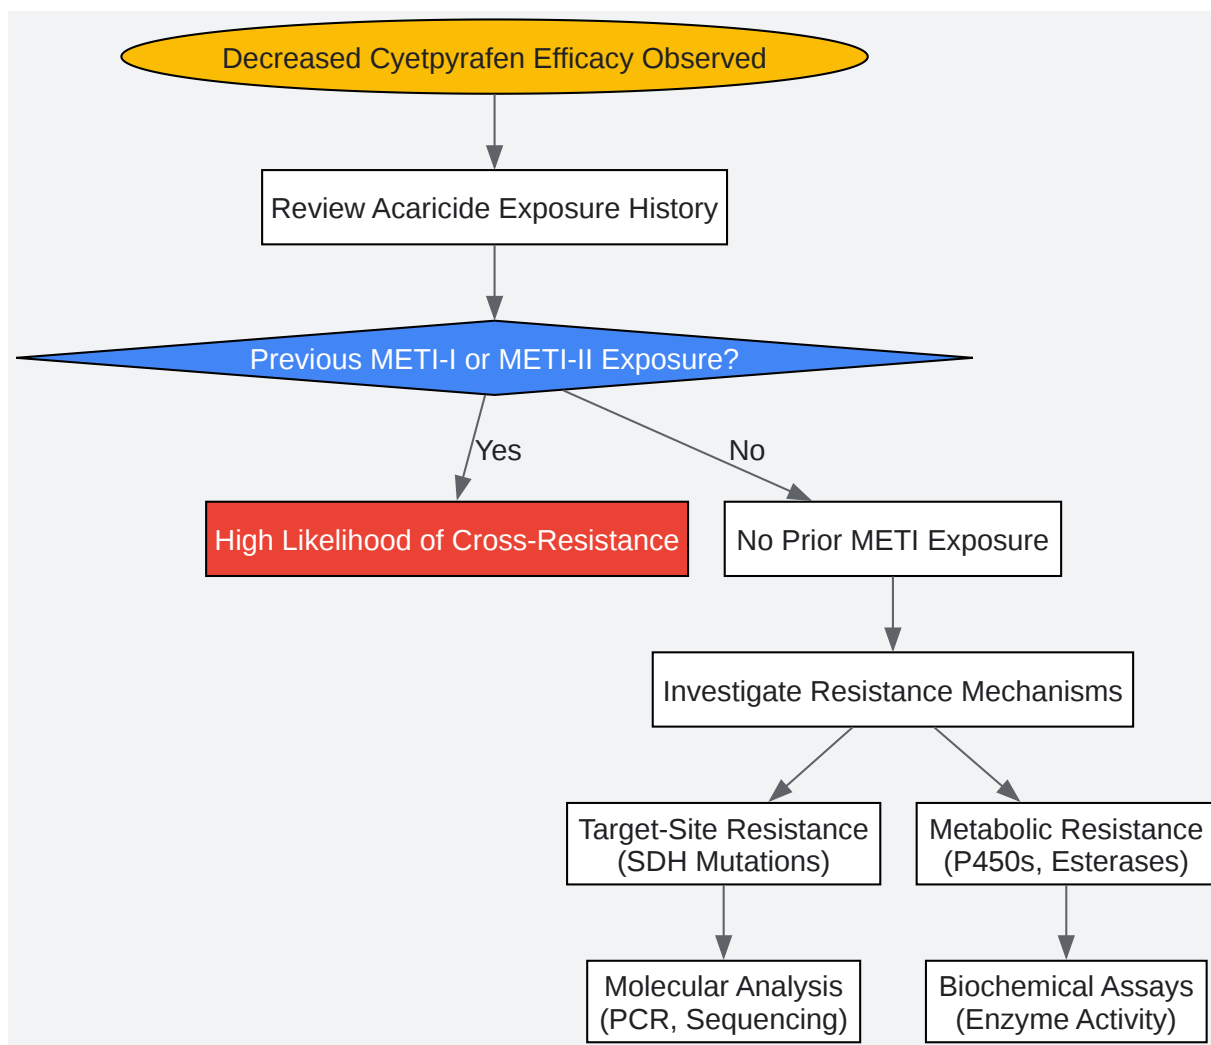 Decreased Cyetpyrafen Efficacy Observed
Review Acaricide Exposure History
Previous METI-I or METI-II Exposure?
Yes
No
High Likelihood of Cross-Resistance
No Prior METI Exposure
Investigate Resistance Mechanisms
Target-Site Resistance
(SDH Mutations)
Metabolic Resistance
(P450s, Esterases)
Molecular Analysis
(PCR, Sequencing)
Biochemical Assays
(Enzyme Activity)